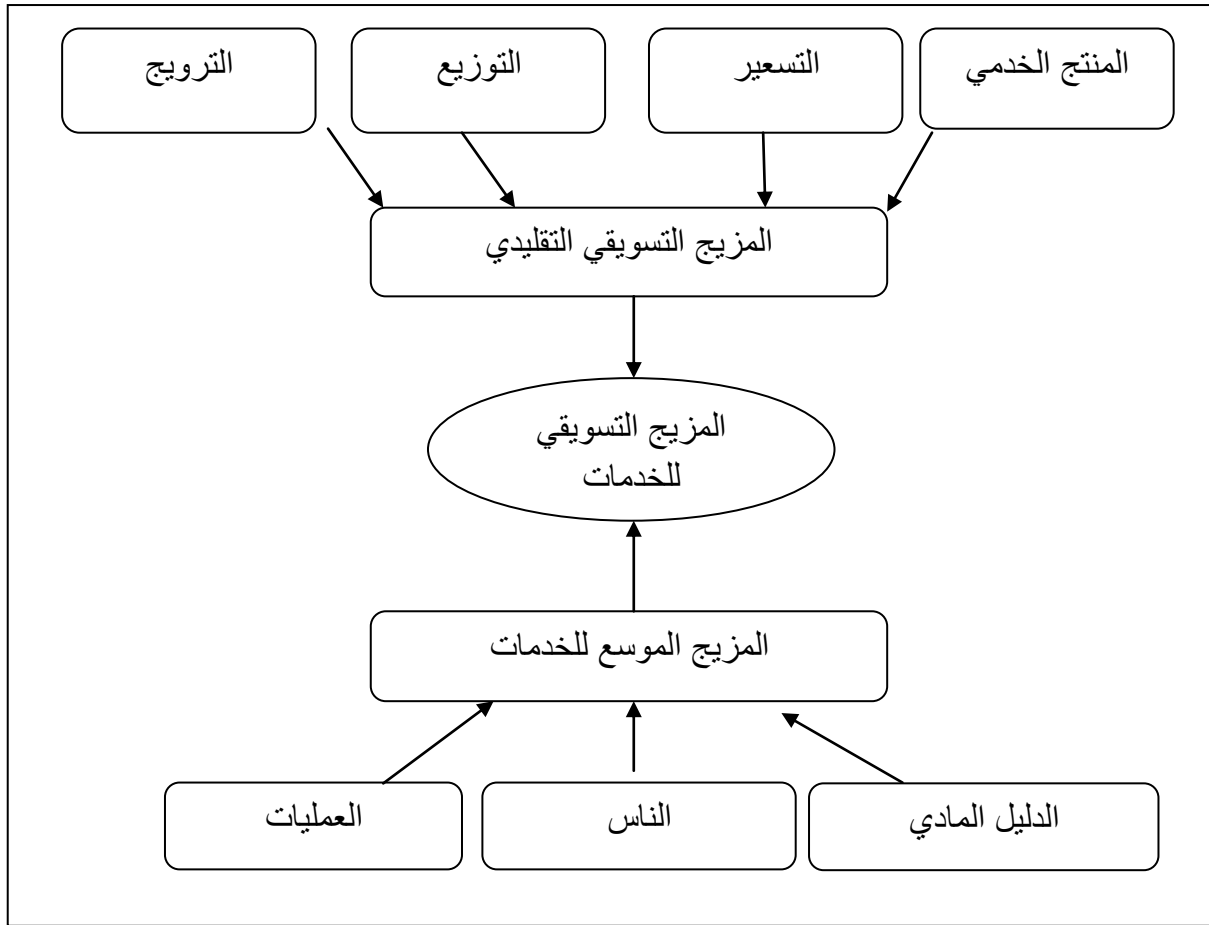 المنتج الخدمي
التسعير
التوزيع
الترويج
المزيج التسويقي التقليدي
المزيج التسويقي
للخدمات
المزيج الموسع للخدمات
الدليل المادي
الناس
العمليات